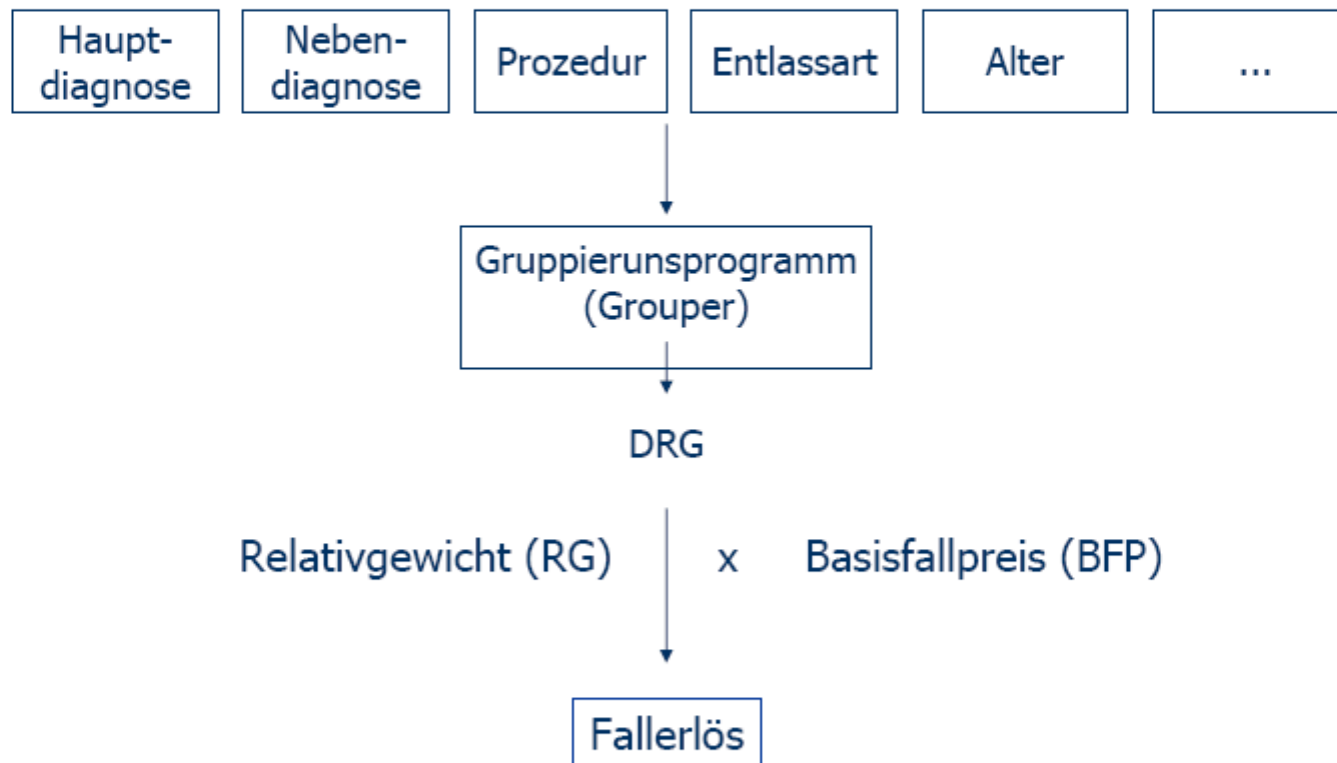 Haupt-
diagnose
Neben-
diagnose
Prozedur
Entlassart
Alter
...
Gruppierunsprogramm
(Grouper)
DRG
Relativgewicht (RG) x Basisfallpreis (BFP)
Fallerlös